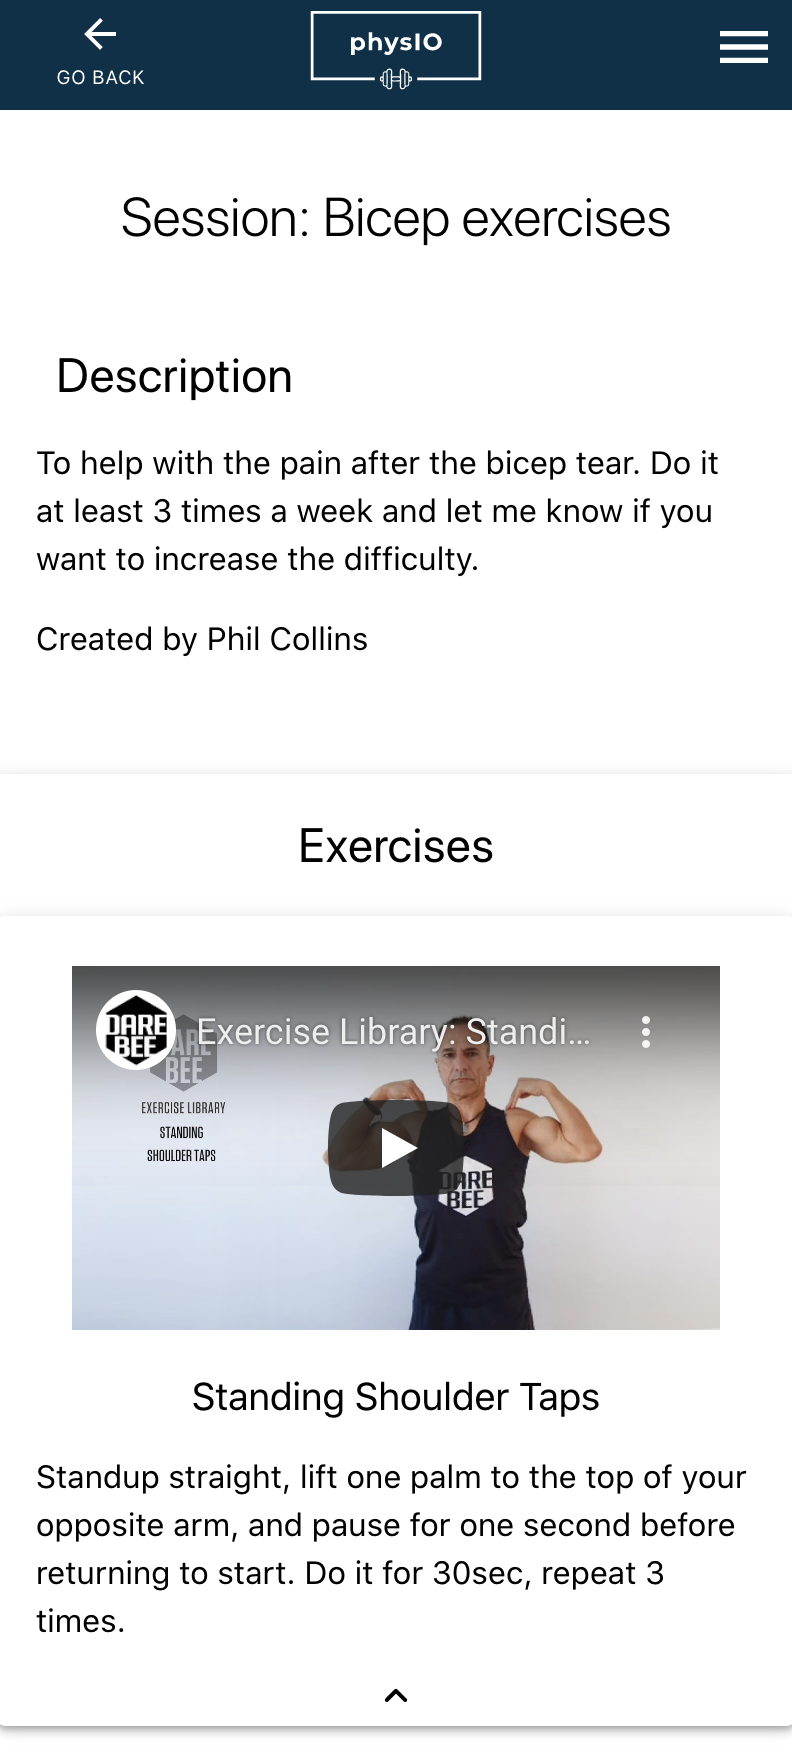 GO BACK
physIO
Session: Bicep exercises
Description
To help with the pain after the bicep tear. Do it
at least 3 times a week and let me know if you
want to increase the difficulty.
Created by Phil Collins
Exercises
DARE
BEE
Exercise Library: Standi...
ARE
BEE
EXERCISE LIBRARY
STANDING
SHOULDER TAPS
DARE
BEE
Standing Shoulder Taps
Standup straight, lift one palm to the top of your
opposite arm, and pause for one second before
returning to start. Do it for 30sec, repeat 3
times.